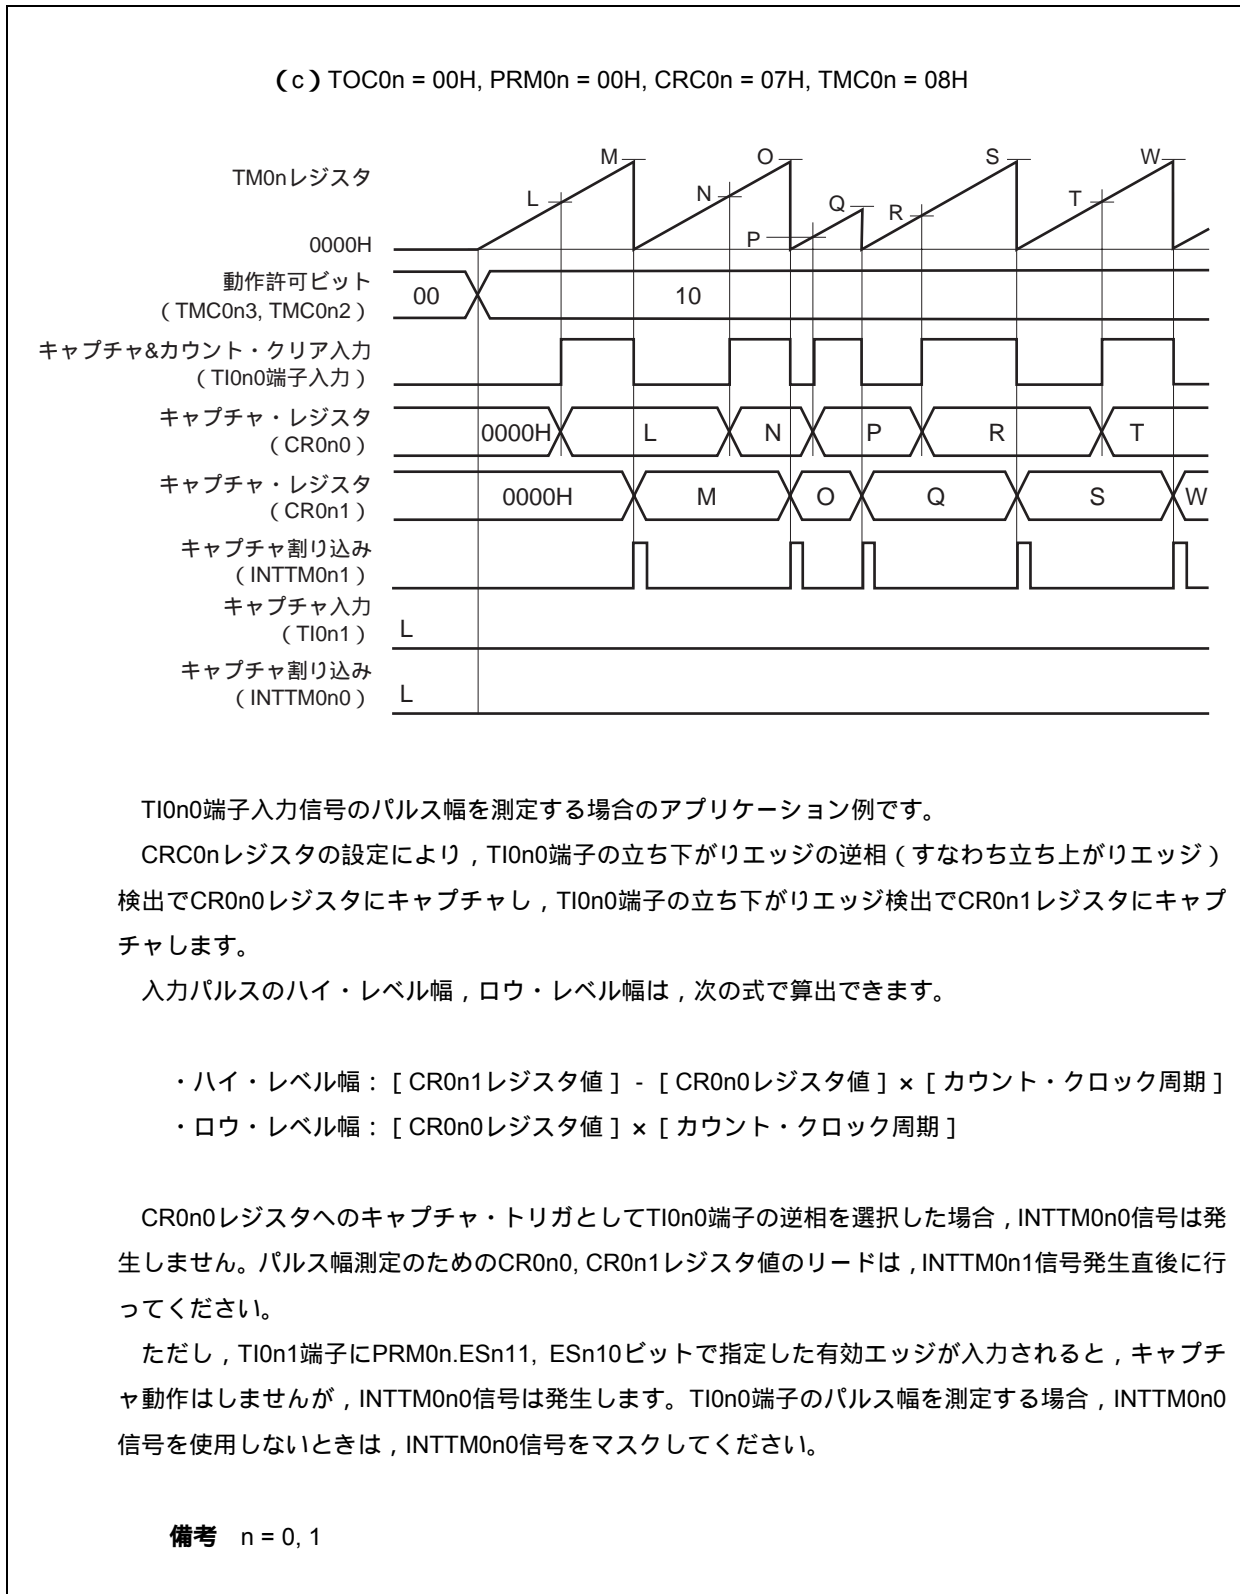 （c）TOC0n = 00H, PRM0n = 00H, CRC0n = 07H, TMC0n = 08H
M
O
S
W
TM0nレジスタ
L
N
Q
R
T
P
0000H
動作許可ビット
（TMC0n3, TMC0n2）
00
10
キャプチャ&カウント・クリア入力
（TI0n0端子入力）
キャプチャ・レジスタ
（CR0n0）
0000H
L
N
P
R
T
キャプチャ・レジスタ
（CR0n1）
0000H
M
O
Q
S
W
キャプチャ割り込み
（INTTM0n1）
キャプチャ入力
（TI0n1）
L
キャプチャ割り込み
（INTTM0n0）
L
TI0n0端子入力信号のパルス幅を測定する場合のアプリケーション例です。
CRC0nレジスタの設定により，TI0n0端子の立ち下がりエッジの逆相（すなわち立ち上がりエッジ）
検出でCR0n0レジスタにキャプチャし，TI0n0端子の立ち下がりエッジ検出でCR0n1レジスタにキャプ
チャします。
入力パルスのハイ・レベル幅，ロウ・レベル幅は，次の式で算出できます。
・ハイ・レベル幅：［CR0n1レジスタ値］-［CR0n0レジスタ値］×［カウント・クロック周期］
・ロウ・レベル幅：［CR0n0レジスタ値］×［カウント・クロック周期］
CR0n0レジスタへのキャプチャ・トリガとしてTI0n0端子の逆相を選択した場合，INTTM0n0信号は発
生しません。パルス幅測定のためのCR0n0, CR0n1レジスタ値のリードは，INTTM0n1信号発生直後に行
ってください。
ただし，TI0n1端子にPRM0n.ESn11, ESn10ビットで指定した有効エッジが入力されると，キャプチ
ャ動作はしませんが，INTTM0n0信号は発生します。TI0n0端子のパルス幅を測定する場合，INTTM0n0
信号を使用しないときは，INTTM0n0信号をマスクしてください。
備考 n = 0, 1